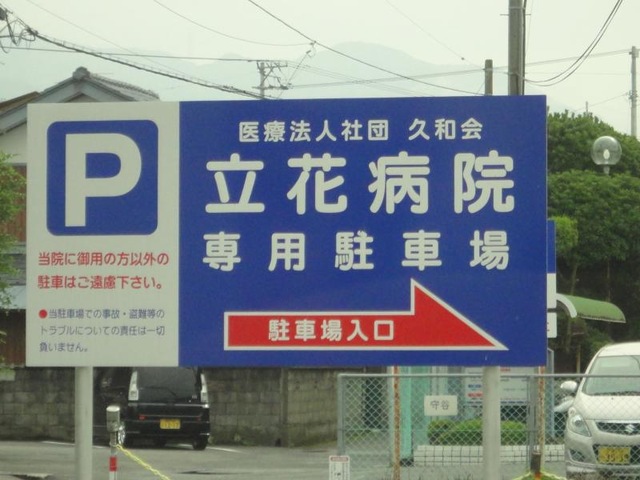 P
医療法人社団 久和会
立花病院
専用駐車場
駐車場入口
当院に御用の方以外の
駐車はご遠慮下さい。
●当駐車場での事故・盗難等の
トラブルについての責任は一切
負いません。
守谷